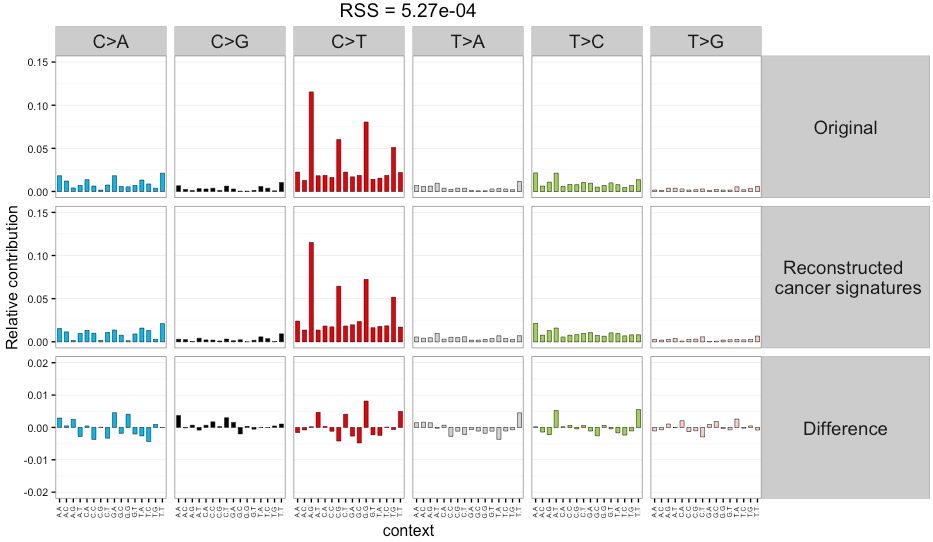 RSS = 5.27e-04
C>A C>G C>T T>A T>C T>G
0.15
0.10
0.05
0.00
Original
0.15
0.10
0.05
0.00
Reconstructed
cancer signatures
0.02
0.01
0.00
-0.01
-0.02
Difference
Relative contribution
A.A A.C A.G A.T C.A C.C C.G C.T G.A G.C G.G G.T T.A T.C T.G T.T
A.A A.C A.G A.T C.A C.C C.G C.T G.A G.C G.G G.T T.A T.C T.G T.T
A.A A.C A.G A.T C.A C.C C.G C.T G.A G.C G.G G.T T.A T.C T.G T.T
A.A A.C A.G A.T C.A C.C C.G C.T G.A G.C G.G G.T T.A T.C T.G T.T
A.A A.C A.G A.T C.A C.C C.G C.T G.A G.C G.G G.T T.A T.C T.G T.T
A.A A.C A.G A.T C.A C.C C.G C.T G.A G.C G.G G.T T.A T.C T.G T.T
context